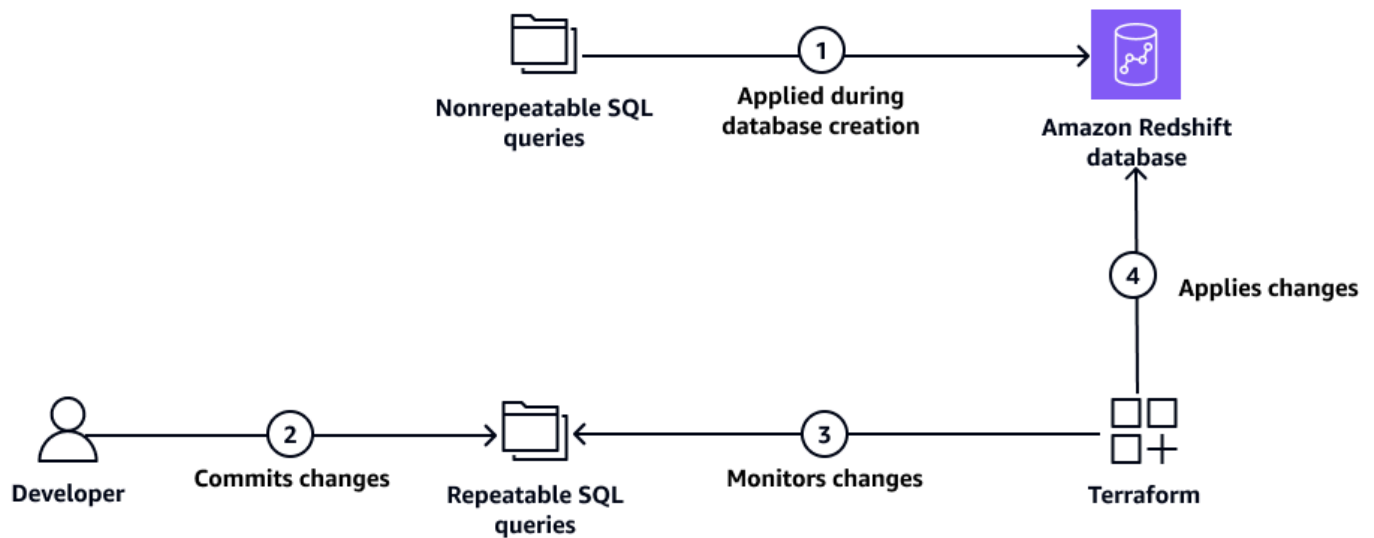 1
Nonrepeatable SQL
queries
Applied during
database creation
Amazon Redshift
database
4
Applies changes
2
3
Commits changes
Monitors changes
Developer
Repeatable SQL
queries
Terraform